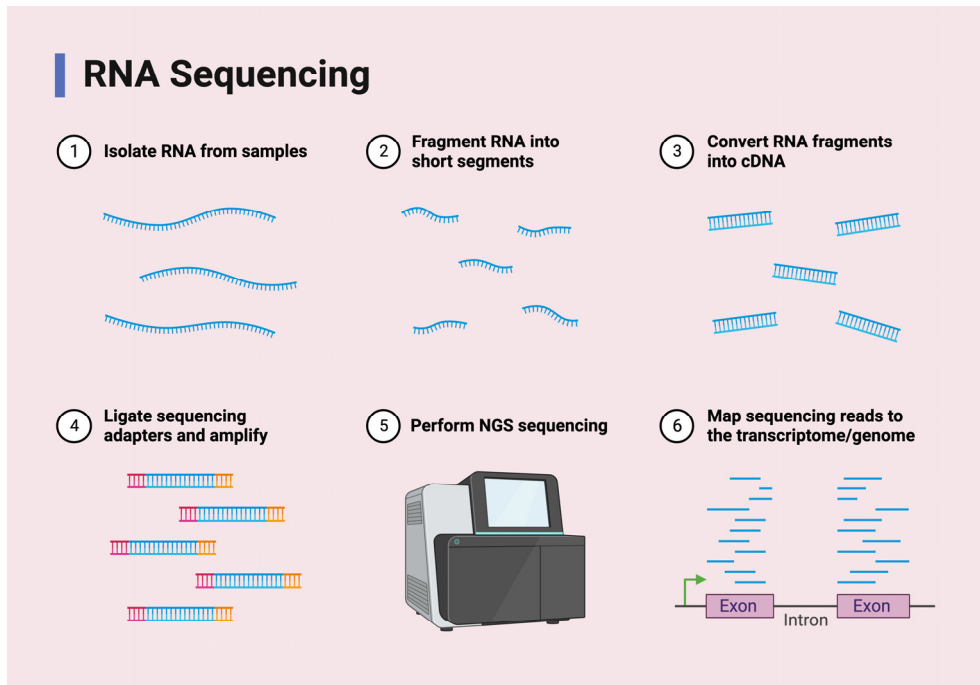 RNA Sequencing
1 Isolate RNA from samples
2 Fragment RNA into
short segments
3 Convert RNA fragments
into cDNA
4 Ligate sequencing
adapters and amplify
5 Perform NGS sequencing
6 Map sequencing reads to
the transcriptome/genome
Exon
Exon
Intron